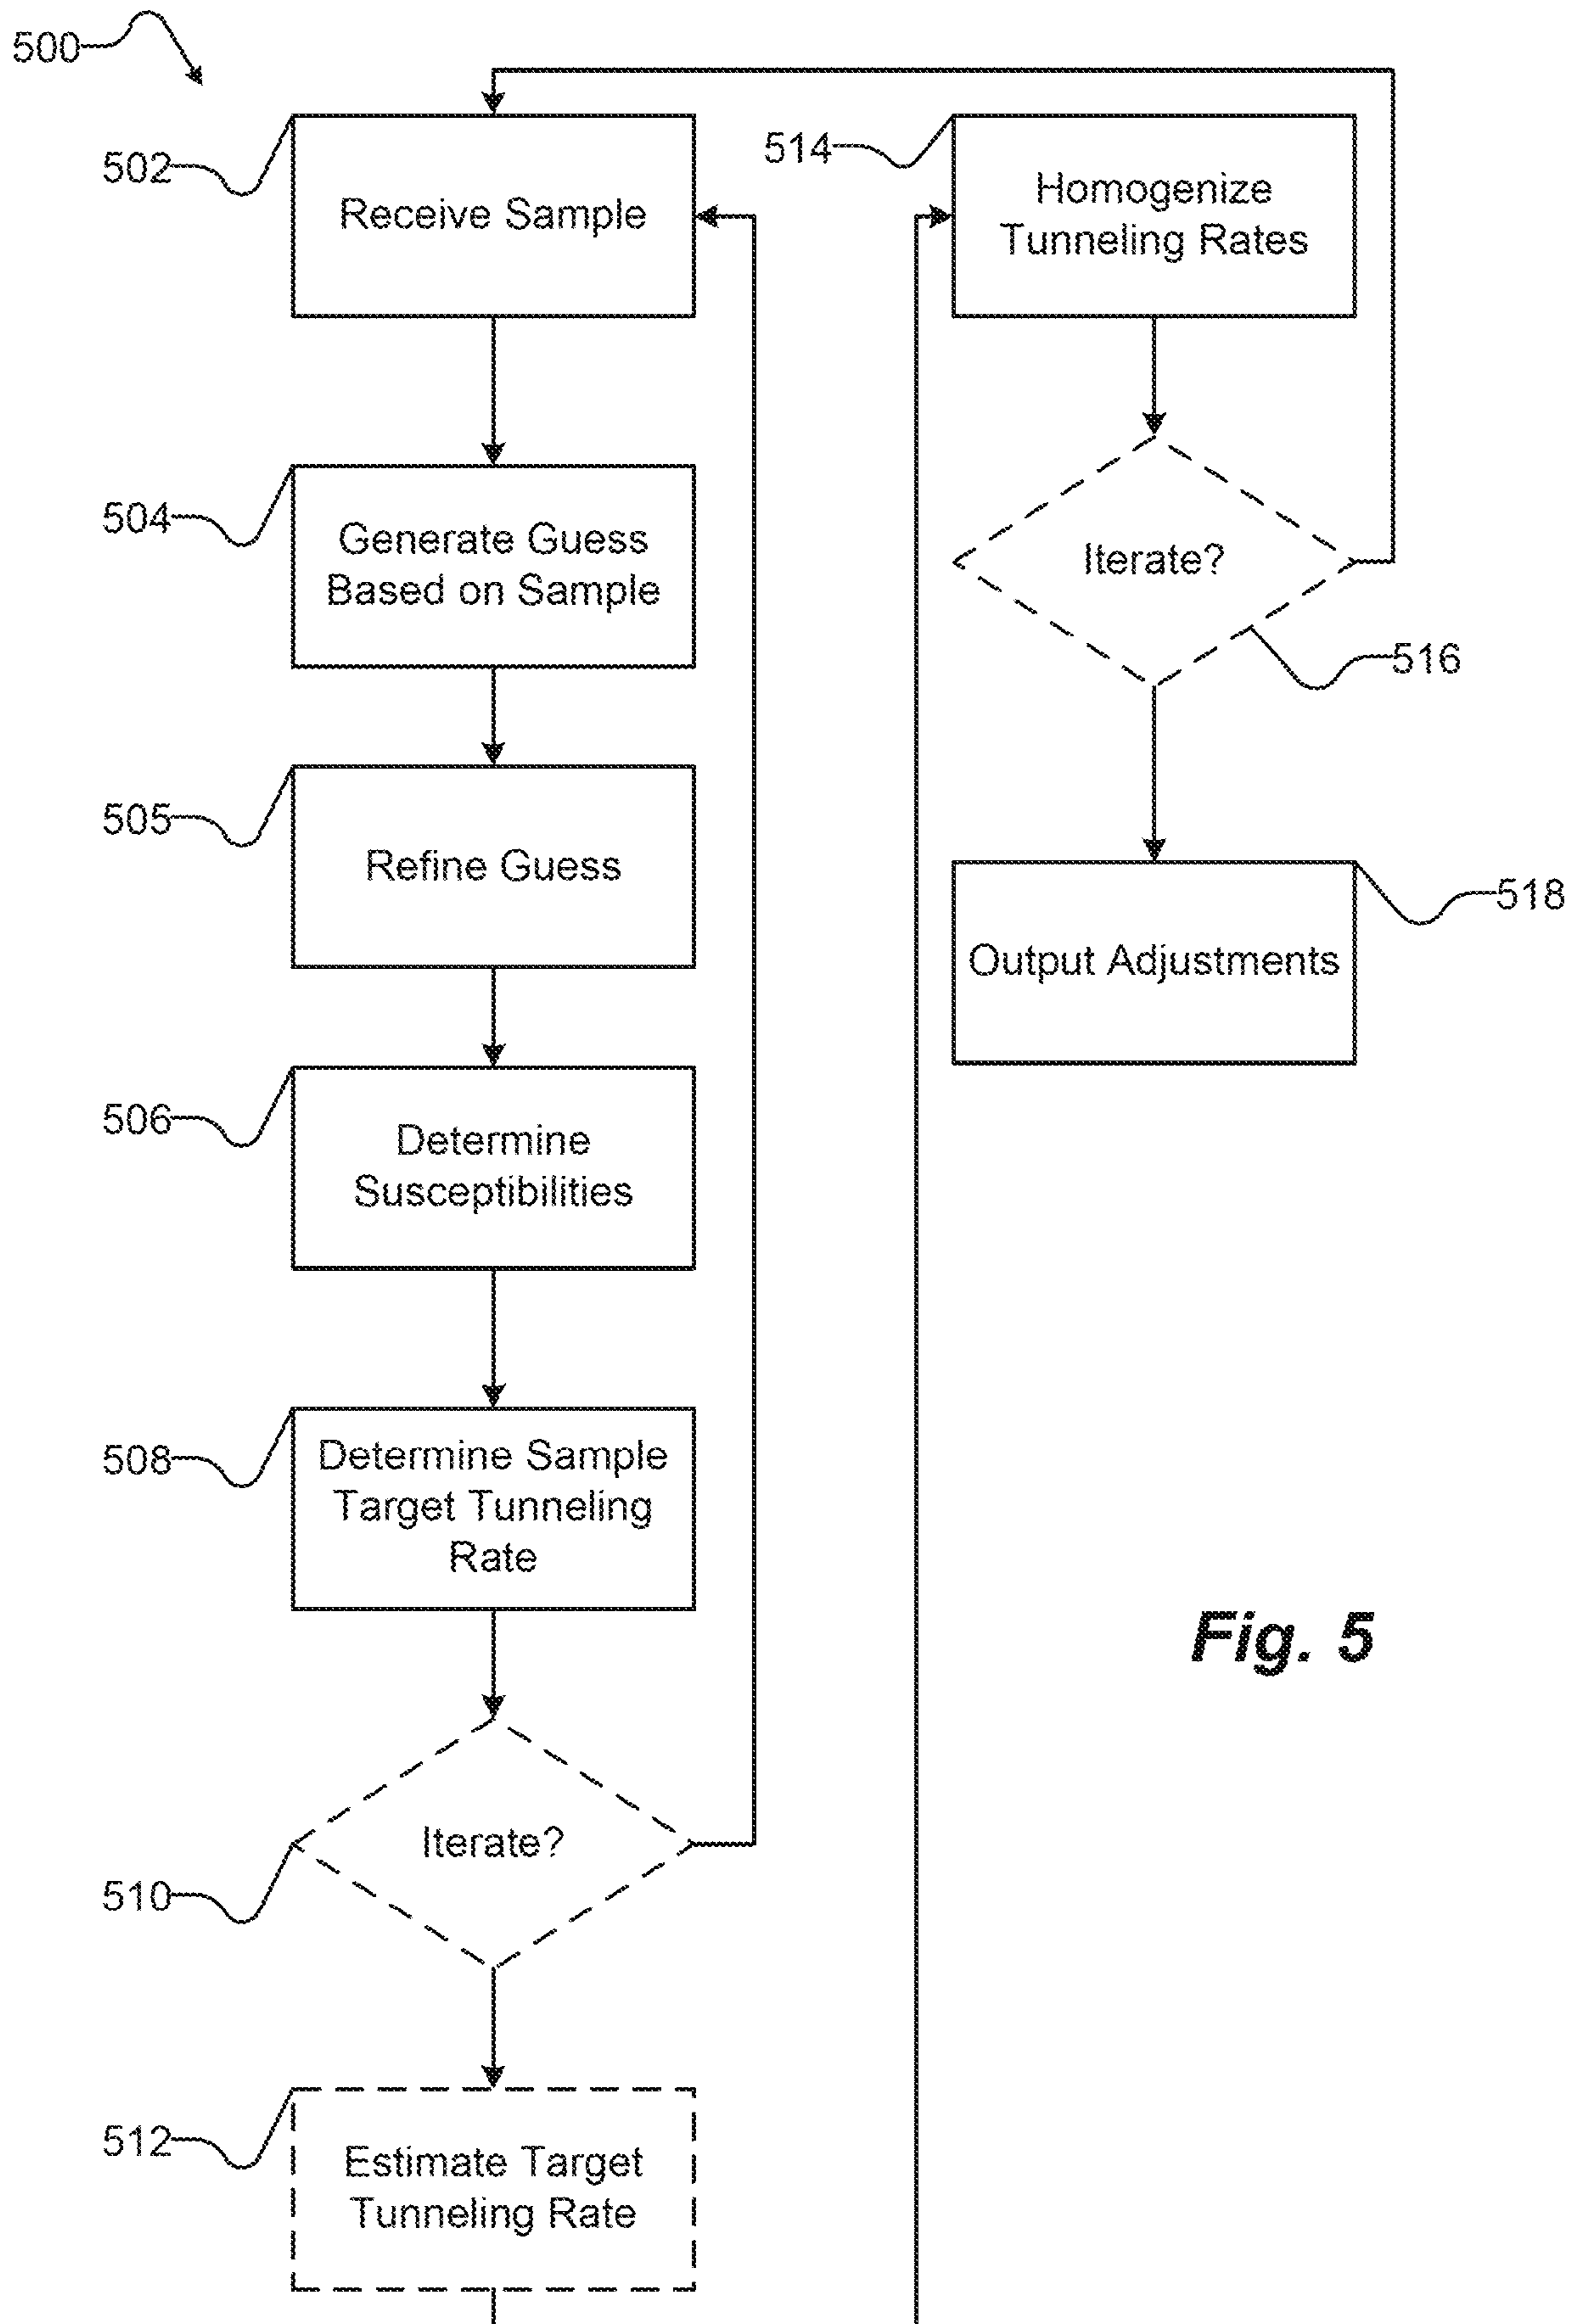 500
502
Receive Sample
504
Generate Guess
Based on Sample
505
Refine Guess
506
Determine
Susceptibilities
508
Determine Sample
Target Tunneling
Rate
510
Iterate?
512
Estimate Target
Tunneling Rate
514
Homogenize
Tunneling Rates
Iterate?
516
518
Output Adjustments
Fig. 5